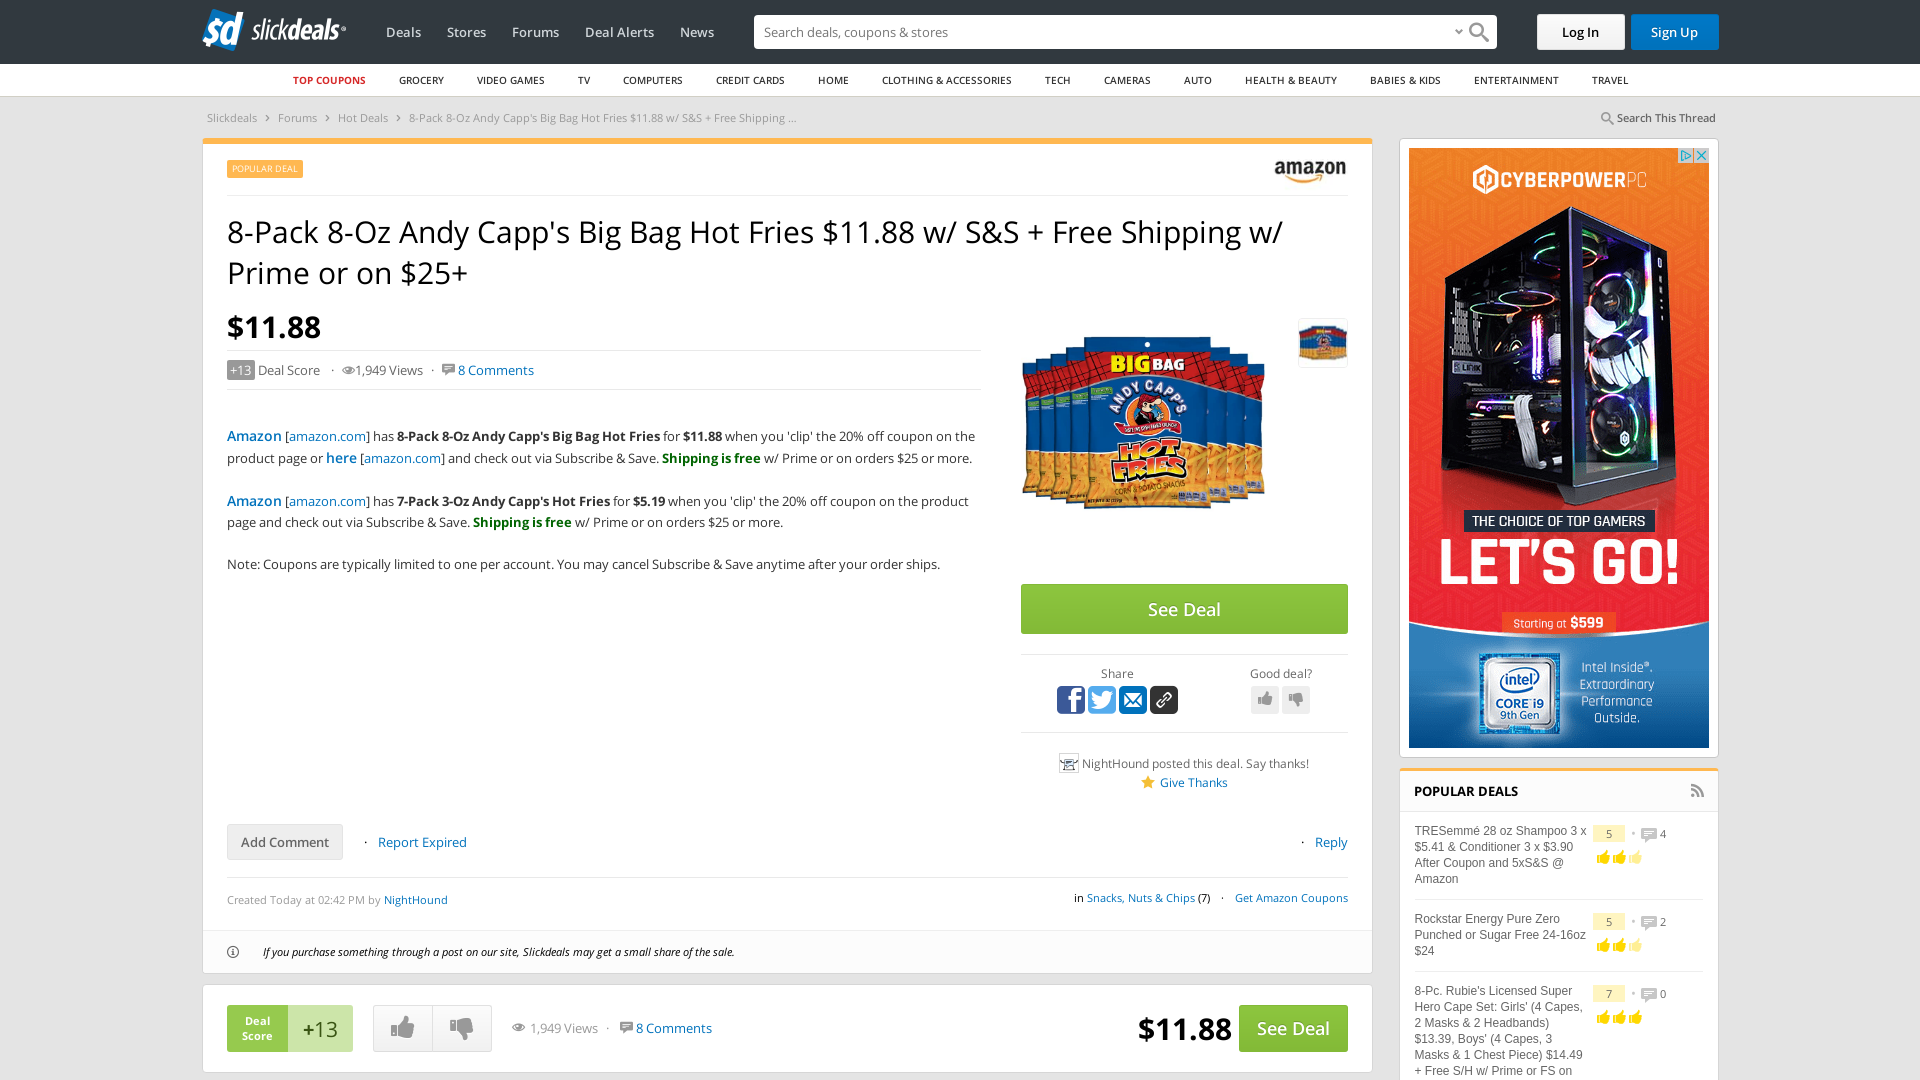 sd slickdeals
Deals
Stores
Forums
Deal Alerts
News
Search deals, coupons & stores
Log In
Sign Up
TOP COUPONS
GROCERY
VIDEO GAMES
TV
COMPUTERS
CREDIT CARDS
HOME
CLOTHING & ACCESSORIES
TECH
CAMERAS
AUTO
HEALTH & BEAUTY
BABIES & KIDS
ENTERTAINMENT
TRAVEL
Slickdeals › Forums › Hot Deals › 8-Pack 8-Oz Andy Capp's Big Bag Hot Fries $11.88 w/ S&S + Free Shipping ...
Search This Thread
POPULAR DEAL
amazon
8-Pack 8-Oz Andy Capp's Big Bag Hot Fries $11.88 w/ S&S + Free Shipping w/
Prime or on $25+
$11.88
+13 Deal Score · 1,949 Views · 8 Comments
Amazon [amazon.com] has 8-Pack 8-Oz Andy Capp's Big Bag Hot Fries for $11.88 when you 'clip' the 20% off coupon on the
product page or here [amazon.com] and check out via Subscribe & Save. Shipping is free w/ Prime or on orders $25 or more.
Amazon [amazon.com] has 7-Pack 3-Oz Andy Capp's Hot Fries for $5.19 when you 'clip' the 20% off coupon on the product
page and check out via Subscribe & Save. Shipping is free w/ Prime or on orders $25 or more.
Note: Coupons are typically limited to one per account. You may cancel Subscribe & Save anytime after your order ships.
BIG BAG
ANDY CAPP'S
HOT
FRIES
CORN & POTATO SNACKS
See Deal
Share
Good deal?
NightHound posted this deal. Say thanks!
Give Thanks
Add Comment
· Report Expired
· Reply
Created Today at 02:42 PM by NightHound
in Snacks, Nuts & Chips (7) · Get Amazon Coupons
If you purchase something through a post on our site, Slickdeals may get a small share of the sale.
Deal
Score
+13
1,949 Views · 8 Comments
$11.88
See Deal
CYBERPOWERPC
THE CHOICE OF TOP GAMERS
LET'S GO!
Starting at $599
intel
CORE i9
9th Gen
Intel Inside®.
Extraordinary
Performance
Outside.
POPULAR DEALS
TRESemmé 28 oz Shampoo 3 x
$5.41 & Conditioner 3 x $3.90
After Coupon and 5xS&S @
Amazon
5 • 4
Rockstar Energy Pure Zero
Punched or Sugar Free 24-16oz
$24
5 • 2
8-Pc. Rubie's Licensed Super
Hero Cape Set: Girls' (4 Capes,
2 Masks & 2 Headbands)
$13.39, Boys' (4 Capes, 3
Masks & 1 Chest Piece) $14.49
+ Free S/H w/ Prime or FS on
7 • 0